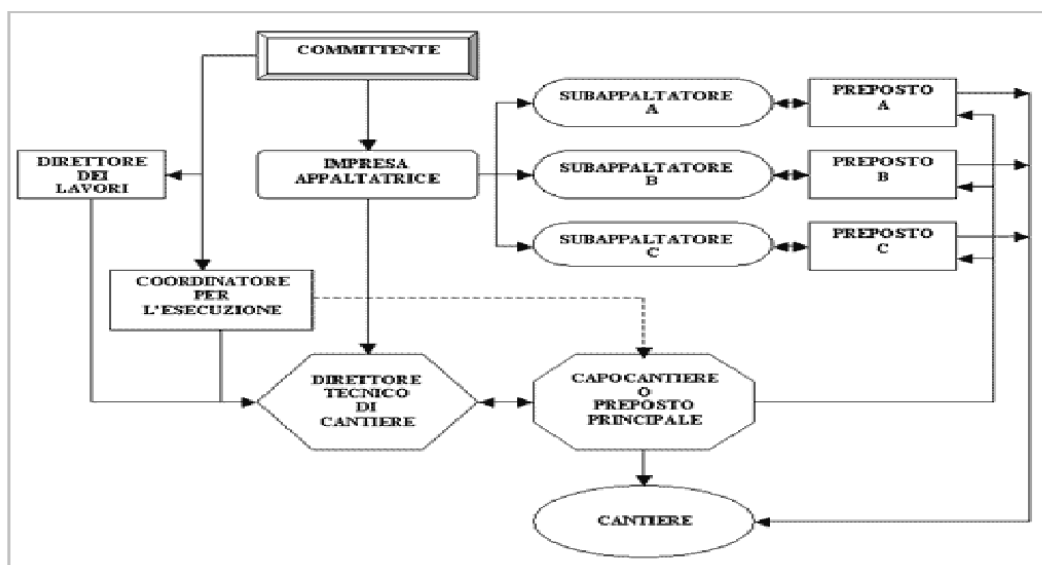 COMMITTENTE
SUBAPPALTATORE
A
PREPOSTO
A
DIRETTORE
DEI
LAVORI
IMPRESA
APPALTATRICE
SUBAPPALTATORE
B
PREPOSTO
B
SUBAPPALTATORE
C
PREPOSTO
C
COORDINATORE
PER
L'ESECUZIONE
DIRETTORE
TECNICO
DI
CANTIERE
CAPOCANTIERE
O
PREPOSTO
PRINCIPALE
CANTIERE